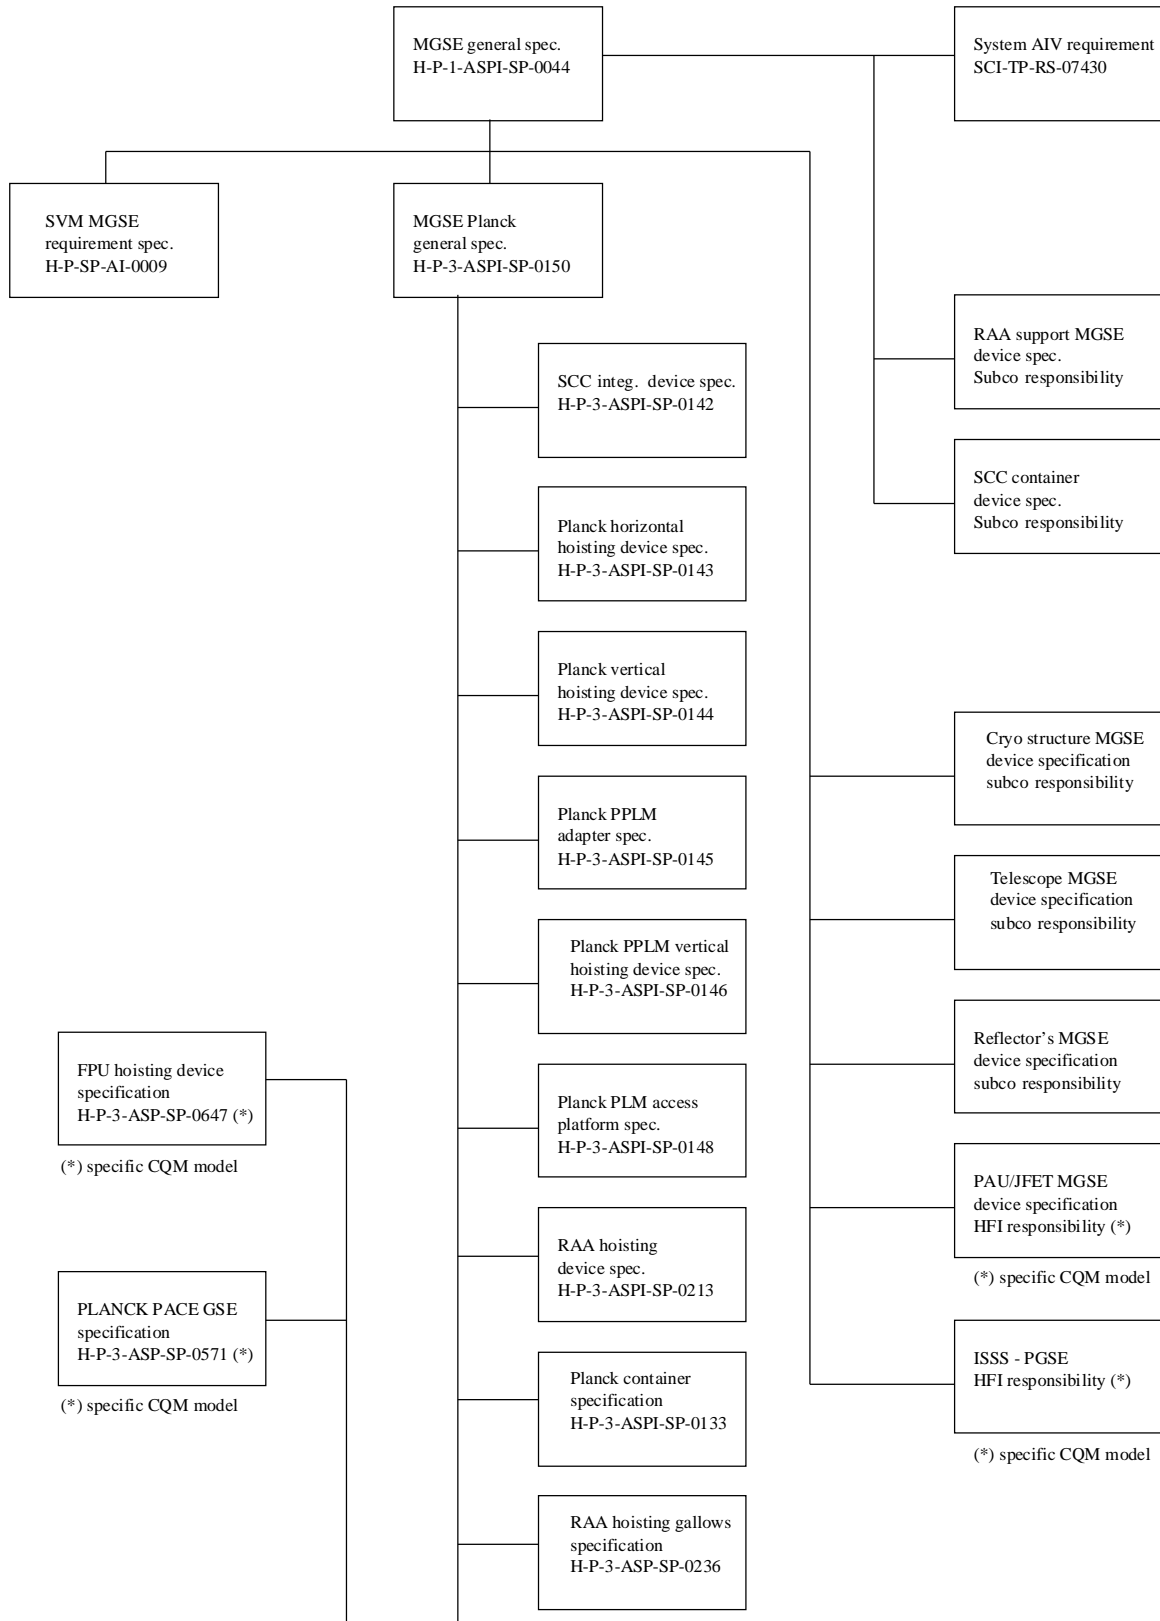 MGSE general spec.
H-P-1-ASPI-SP-0044
System AIV requirement
SCI-TP-RS-07430
SVM MGSE
requirement spec.
H-P-SP-AI-0009
MGSE Planck
general spec.
H-P-3-ASPI-SP-0150
RAA support MGSE
device spec.
Subco responsibility
SCC integ. device spec.
H-P-3-ASPI-SP-0142
SCC container
device spec.
Subco responsibility
Planck horizontal
hoisting device spec.
H-P-3-ASPI-SP-0143
Planck vertical
hoisting device spec.
H-P-3-ASPI-SP-0144
Cryo structure MGSE
device specification
subco responsibility
Planck PPLM
adapter spec.
H-P-3-ASPI-SP-0145
Telescope MGSE
device specification
subco responsibility
Planck PPLM vertical
hoisting device spec.
H-P-3-ASPI-SP-0146
Reflector’s MGSE
device specification
subco responsibility
FPU hoisting device
specification
H-P-3-ASP-SP-0647 (*)
(*) specific CQM model
Planck PLM access
platform spec.
H-P-3-ASPI-SP-0148
PAU/JFET MGSE
device specification
HFI responsibility (*)
(*) specific CQM model
RAA hoisting
device spec.
H-P-3-ASPI-SP-0213
PLANCK PACE GSE
specification
H-P-3-ASP-SP-0571 (*)
(*) specific CQM model
ISSS - PGSE
HFI responsibility (*)
(*) specific CQM model
Planck container
specification
H-P-3-ASPI-SP-0133
RAA hoisting gallows
specification
H-P-3-ASP-SP-0236